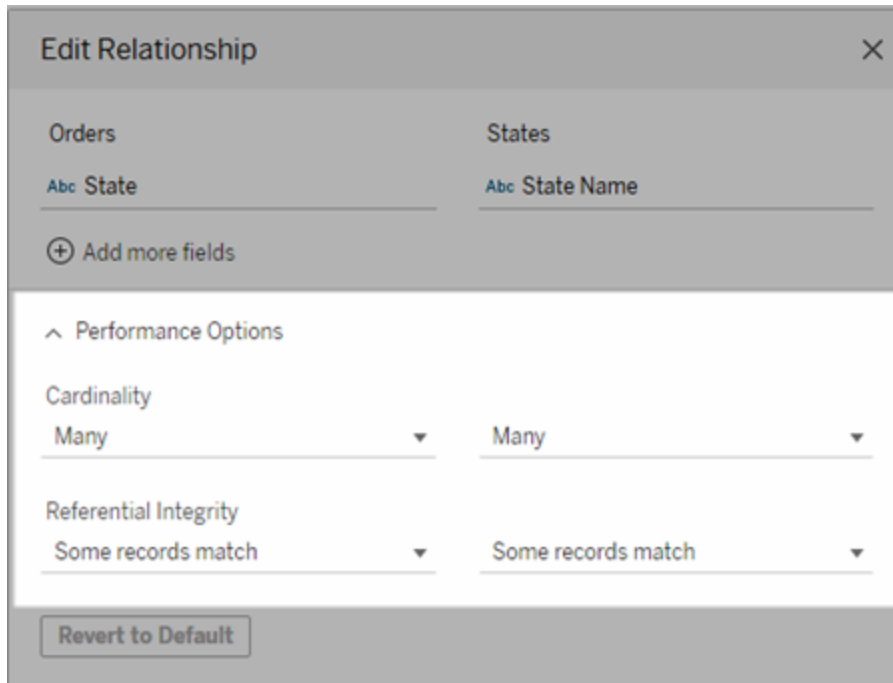 Edit Relationship
Orders States
Abc State Abc State Name
Add more fields
Performance Options
Cardinality
Many Many
Referential Integrity
Some records match Some records match
Revert to Default